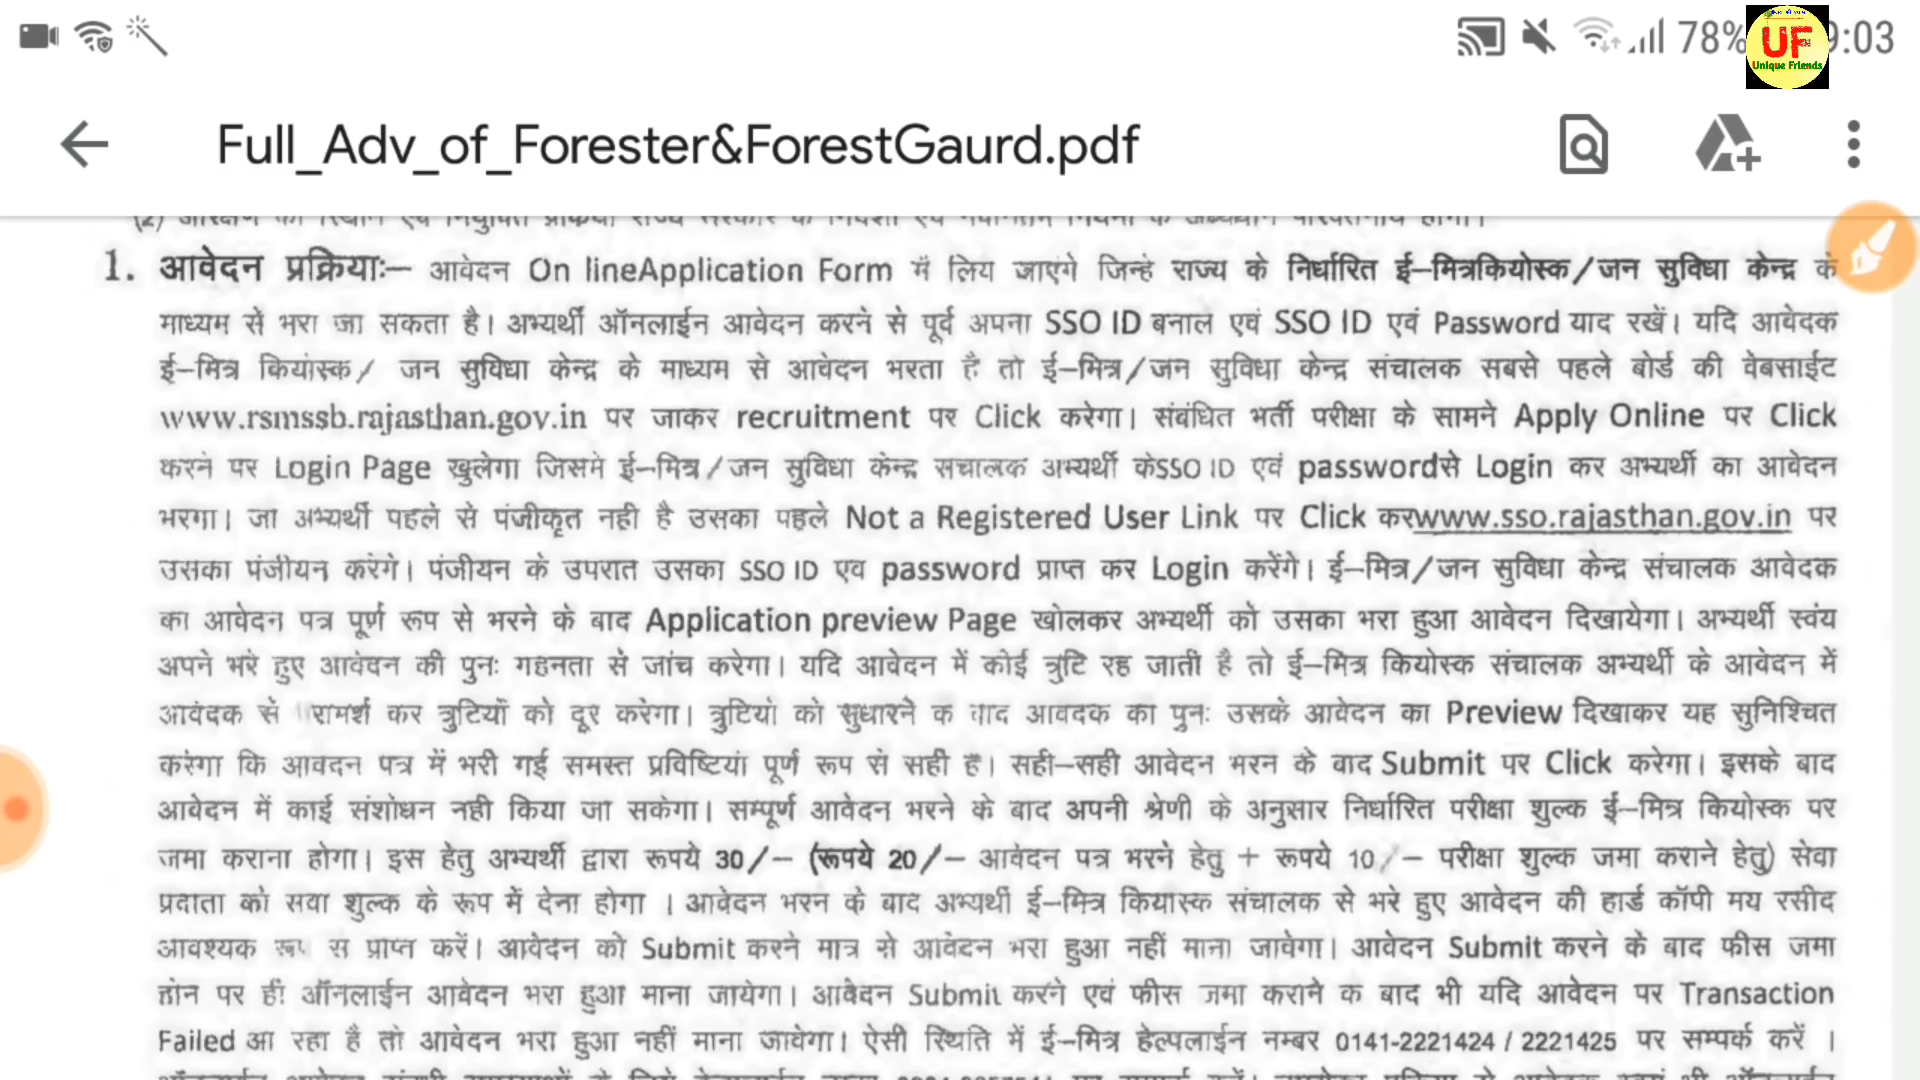 78% 9:03
UF
Unique Friends
Full_Adv_of_Forester&ForestGaurd.pdf
1. आवेदन प्रक्रियाः– आवेदन On lineApplication Form में लिये जाएंगे जिन्हे राज्य के निर्धारित ई–मित्रकियोस्क/जन सुविधा केन्द्र के
माध्यम से भरा जा सकता है। अभ्यर्थी ऑनलाईन आवेदन करने से पूर्व अपना SSO ID बनालें एवं SSO ID एवं Password याद रखें। यदि आवेदक
ई–मित्र कियोस्क/ जन सुविधा केन्द्र के माध्यम से आवेदन भरता है तो ई–मित्र/जन सुविधा केन्द्र संचालक सबसे पहले बोर्ड की वेबसाईट
www.rsmssb.rajasthan.gov.in पर जाकर recruitment पर Click करेगा। संबंधित भर्ती परीक्षा के सामने Apply Online पर Click
करने पर Login Page खुलेगा जिसमें ई–मित्र/जन सुविधा केन्द्र संचालक अभ्यर्थी केSSO ID एवं passwordसे Login कर अभ्यर्थी का आवेदन
भरेगा। जो अभ्यर्थी पहले से पंजीकृत नही है उसका पहले Not a Registered User Link पर Click करwww.sso.rajasthan.gov.in पर
उसका पंजीयन करेंगे। पंजीयन के उपरांत उसका SSO ID एवं password प्राप्त कर Login करेंगे। ई–मित्र/जन सुविधा केन्द्र संचालक आवेदक
का आवेदन पत्र पूर्ण रूप से भरने के बाद Application preview Page खोलकर अभ्यर्थी को उसका भरा हुआ आवेदन दिखायेगा। अभ्यर्थी स्वंय
अपने भरे हुए आवेदन की पुनः गहनता से जांच करेगा। यदि आवेदन में कोई त्रुटि रह जाती है तो ई–मित्र कियोस्क संचालक अभ्यर्थी के आवेदन में
आवेदक से परामर्श कर त्रुटियों को दूर करेगा। त्रुटियों को सुधारने के बाद आवेदक को पुनः उसके आवेदन का Preview दिखाकर यह सुनिश्चित
करेगा कि आवेदन पत्र में भरी गई समस्त प्रविष्टियां पूर्ण रूप से सही है। सही–सही आवेदन भरने के बाद Submit पर Click करेगा। इसके बाद
आवेदन में कोई संशोधन नही किया जा सकेगा। सम्पूर्ण आवेदन भरने के बाद अपनी श्रेणी के अनुसार निर्धारित परीक्षा शुल्क ई–मित्र कियोस्क पर
जमा कराना होगा। इस हेतु अभ्यर्थी द्वारा रूपये 30/– (रूपये 20/– आवेदन पत्र भरने हेतु + रूपये 10/– परीक्षा शुल्क जमा कराने हेतु) सेवा
प्रदाता को सेवा शुल्क के रूप में देना होगा । आवेदन भरने के बाद अभ्यर्थी ई–मित्र कियोस्क संचालक से भरे हुए आवेदन की हार्ड कॉपी मय रसीद
आवश्यक रूप से प्राप्त करें। आवेदन को Submit करने मात्र से आवेदन भरा हुआ नहीं माना जावेगा। आवेदन Submit करने के बाद फीस जमा
होने पर ही ऑनलाईन आवेदन भरा हुआ माना जायेगा। आवेदन Submit करने एवं फीस जमा कराने के बाद भी यदि आवेदन पर Transaction
Failed आ रहा है तो आवेदन भरा हुआ नहीं माना जावेगा। ऐसी स्थिति में ई–मित्र हेल्पलाईन नम्बर 0141-2221424 / 2221425 पर सम्पर्क करें ।